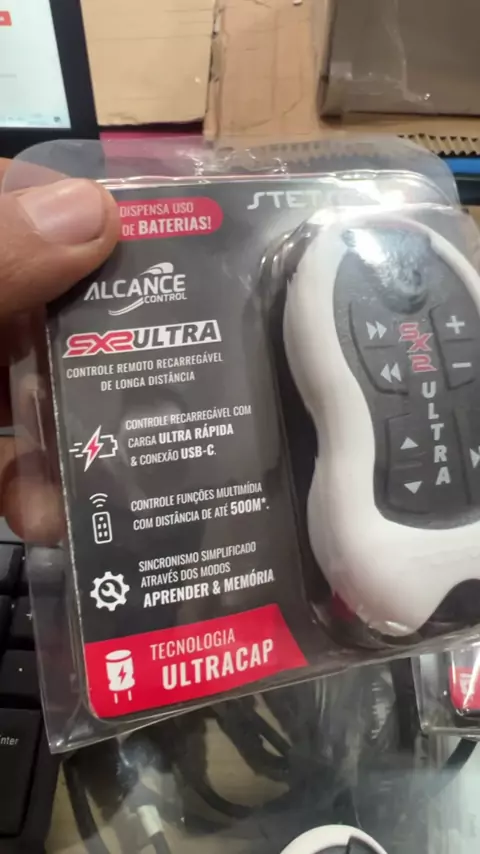 DISPENSA USO
DE BATERIAS!
ALCANCE
CONTROL
SX2ULTRA
CONTROLE REMOTO RECARREGÁVEL
DE LONGA DISTÂNCIA
CONTROLE RECARREGÁVEL COM
CARGA ULTRA RÁPIDA
& CONEXÃO USB-C.
CONTROLE FUNÇÕES MULTIMÍDIA
COM DISTÂNCIA DE ATÉ 500M*.
SINCRONISMO SIMPLIFICADO
ATRAVÉS DOS MODOS
APRENDER & MEMÓRIA
TECNOLOGIA
ULTRACAP
SX2
ULTRA